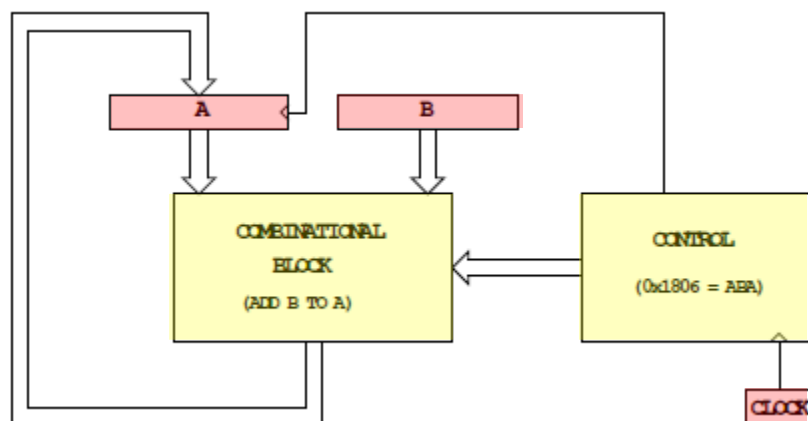 A
B
COMBINATIONAL
BLOCK
(ADD B TO A)
CONTROL
(0x1806 = ABA)
CLOCK